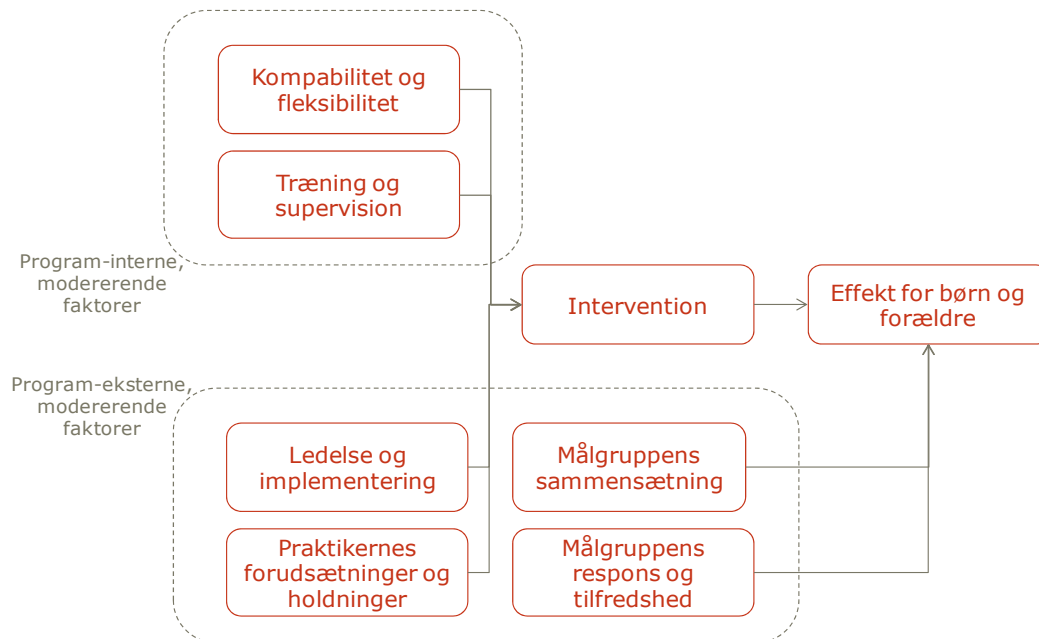 Kompabilitet og
fleksibilitet
Træning og
supervision
Program-interne,
modererende
faktorer
Intervention
Effekt for børn og
forældre
Program-eksterne,
modererende
faktorer
Ledelse og
implementering
Målgruppens
sammensætning
Praktikernes
forudsætninger og
holdninger
Målgruppens
respons og
tilfredshed